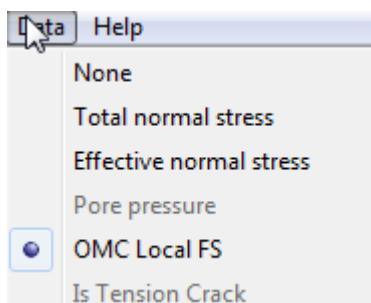 Data Help
None
Total normal stress
Effective normal stress
Pore pressure
OMC Local FS
Is Tension Crack